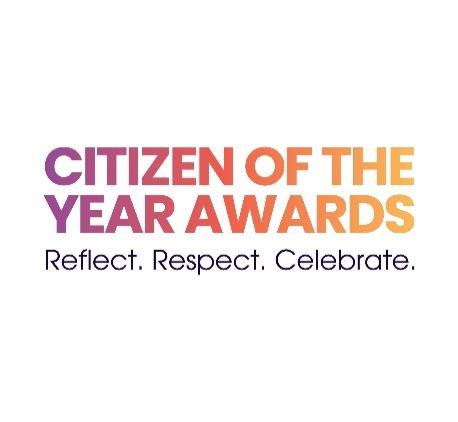 CITIZEN OF THE
YEAR AWARDS
Reflect. Respect. Celebrate.